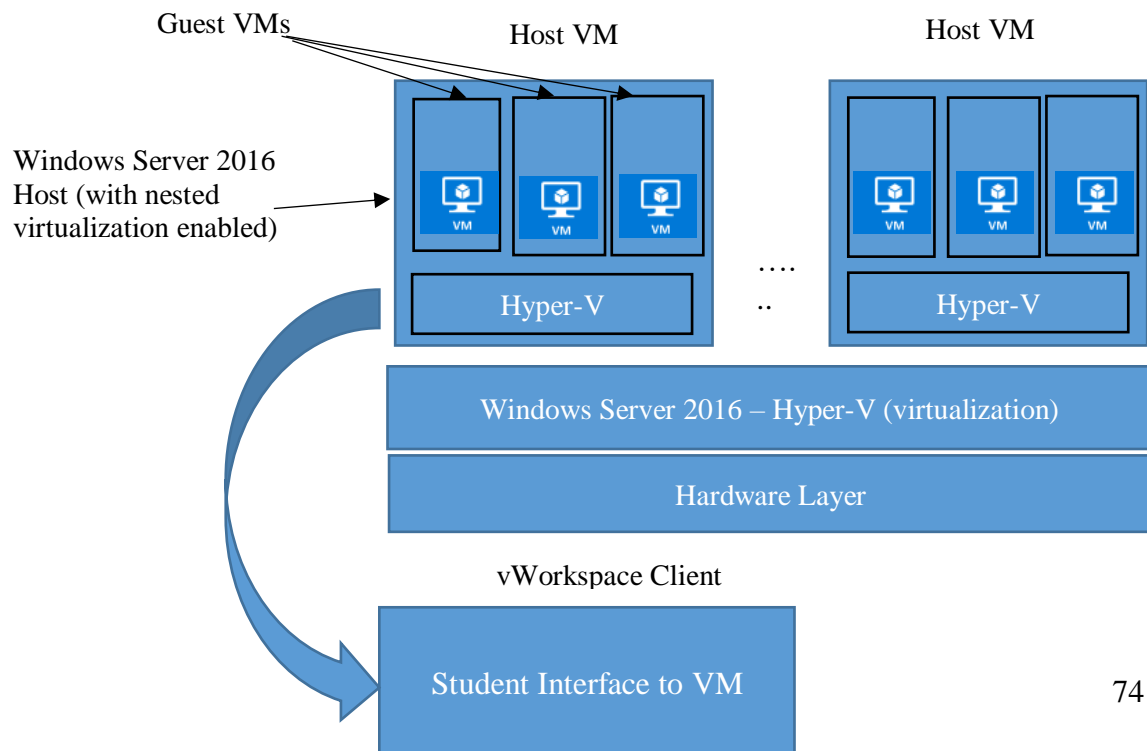 Guest VMs
Host VM
Host VM
Windows Server 2016
Host (with nested
virtualization enabled)
VM
VM
VM
VM
VM
VM
….
..
Hyper-V
Hyper-V
Windows Server 2016 – Hyper-V (virtualization)
Hardware Layer
vWorkspace Client
Student Interface to VM
74